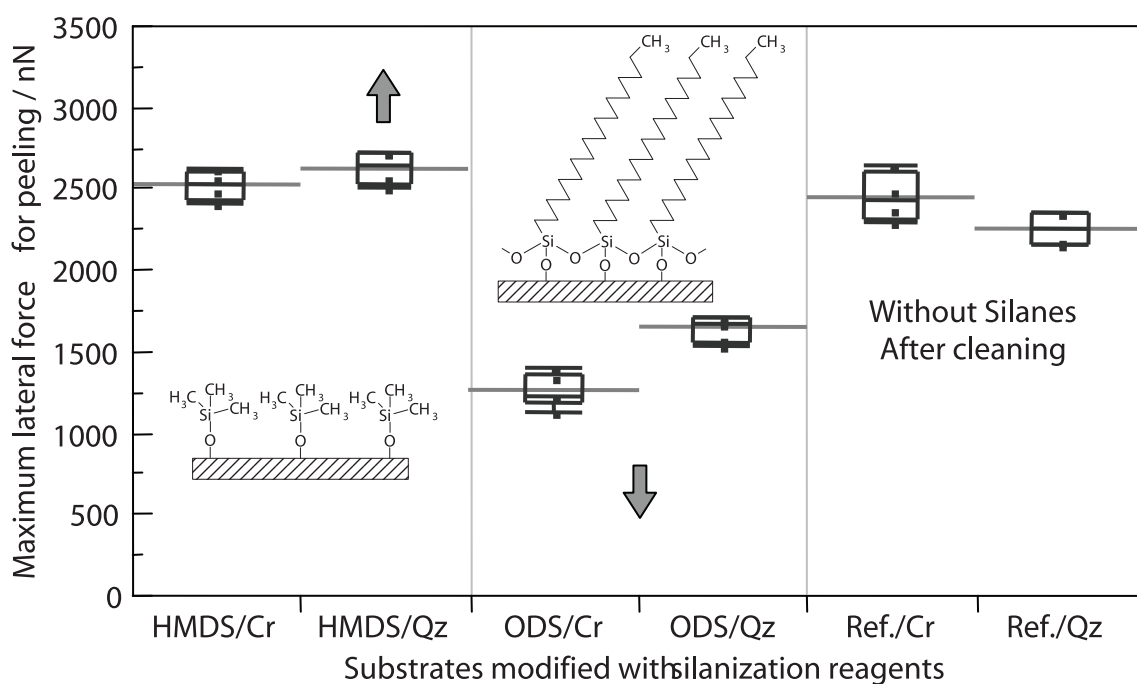 Maximum lateral force for peeling / nN
3500
3000
2500
2000
1500
1000
500
0
CH3 CH3 CH3
Si Si Si
O O O O
O O O
CH3 CH3 CH3
H3C H3C H3C
Si CH3 Si CH3 Si CH3
O O O
Without Silanes
After cleaning
HMDS/Cr HMDS/Qz ODS/Cr ODS/Qz Ref./Cr Ref./Qz
Substrates modified with silanization reagents